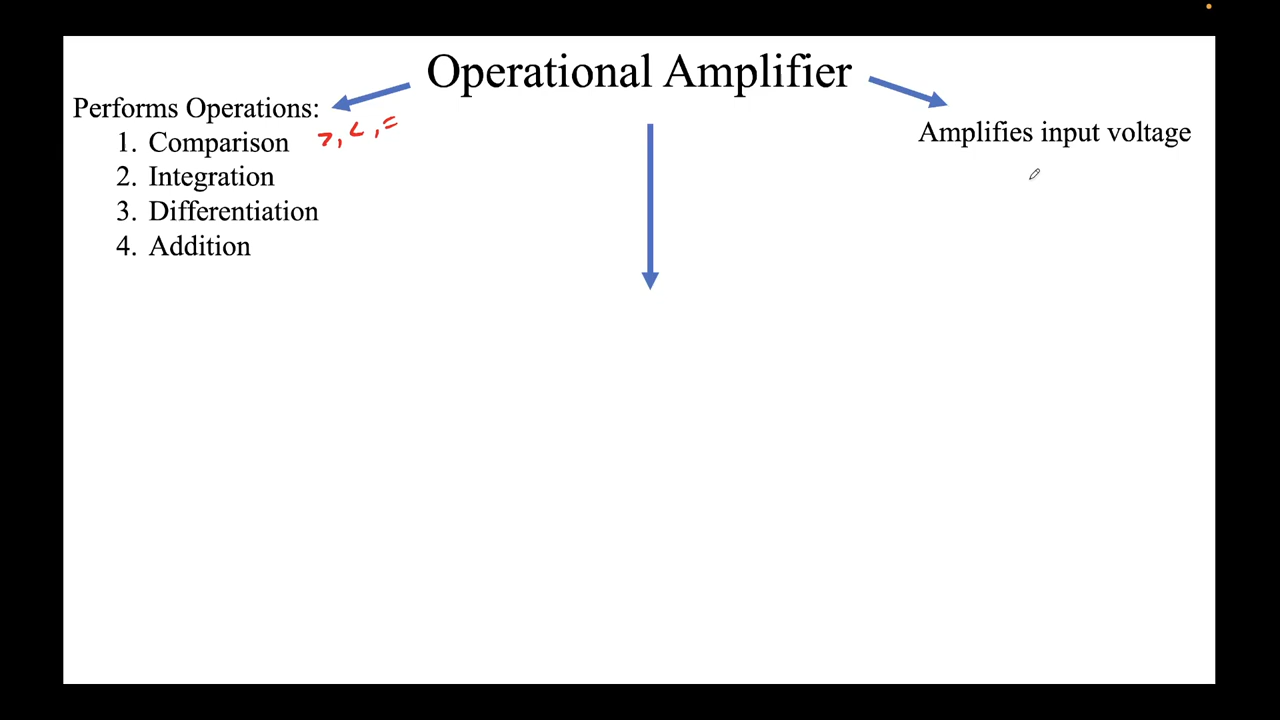 Operational Amplifier
Performs Operations:
1. Comparison >, <, =
2. Integration
3. Differentiation
4. Addition
Amplifies input voltage